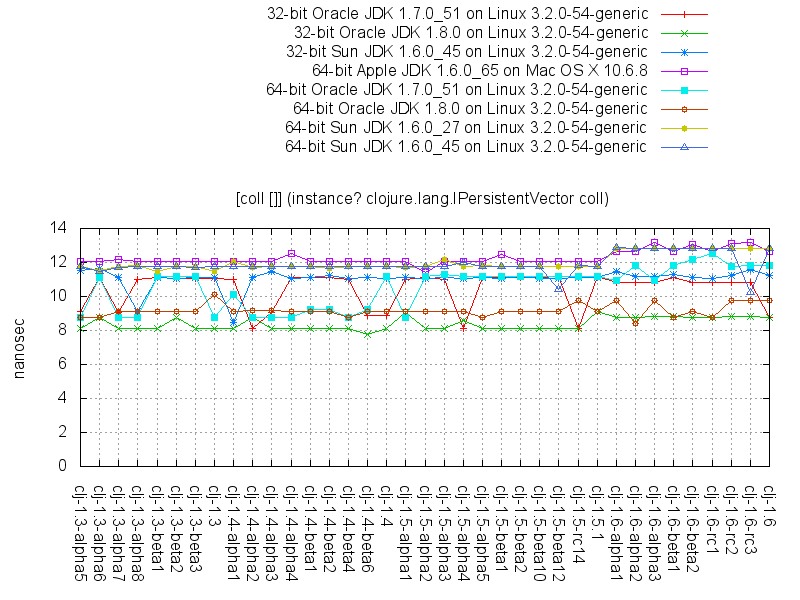 32-bit Oracle JDK 1.7.0_51 on Linux 3.2.0-54-generic
32-bit Oracle JDK 1.8.0 on Linux 3.2.0-54-generic
32-bit Sun JDK 1.6.0_45 on Linux 3.2.0-54-generic
64-bit Apple JDK 1.6.0_65 on Mac OS X 10.6.8
64-bit Oracle JDK 1.7.0_51 on Linux 3.2.0-54-generic
64-bit Oracle JDK 1.8.0 on Linux 3.2.0-54-generic
64-bit Sun JDK 1.6.0_27 on Linux 3.2.0-54-generic
64-bit Sun JDK 1.6.0_45 on Linux 3.2.0-54-generic
[coll []] (instance? clojure.lang.IPersistentVector coll)
14
12
10
8
6
4
2
0
nanosec
clj-1.3-alpha5
clj-1.3-alpha6
clj-1.3-alpha7
clj-1.3-alpha8
clj-1.3-beta1
clj-1.3-beta2
clj-1.3-beta3
clj-1.3
clj-1.4-alpha1
clj-1.4-alpha2
clj-1.4-alpha3
clj-1.4-alpha4
clj-1.4-beta1
clj-1.4-beta2
clj-1.4-beta4
clj-1.4-beta6
clj-1.4
clj-1.5-alpha1
clj-1.5-alpha2
clj-1.5-alpha3
clj-1.5-alpha4
clj-1.5-alpha5
clj-1.5-beta1
clj-1.5-beta2
clj-1.5-beta10
clj-1.5-beta12
clj-1.5-rc14
clj-1.5.1
clj-1.6-alpha1
clj-1.6-alpha2
clj-1.6-alpha3
clj-1.6-beta1
clj-1.6-beta2
clj-1.6-rc1
clj-1.6-rc2
clj-1.6-rc3
clj-1.6